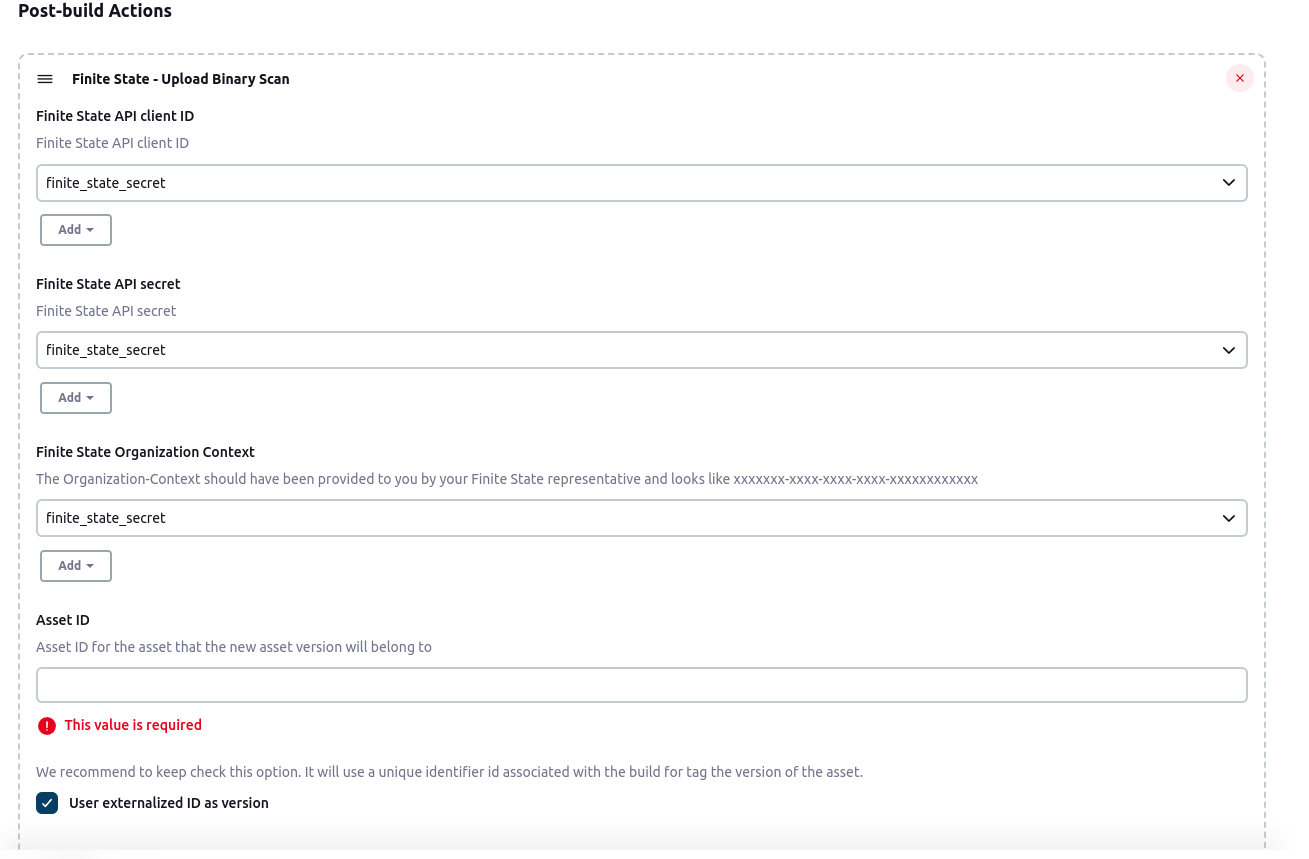 Post-build Actions
Finite State - Upload Binary Scan
Finite State API client ID
Finite State API client ID
finite_state_secret
Add
Finite State API secret
Finite State API secret
finite_state_secret
Add
Finite State Organization Context
The Organization-Context should have been provided to you by your Finite State representative and looks like xxxxxxx-xxxx-xxxx-xxxx-xxxxxxxxxxxx
finite_state_secret
Add
Asset ID
Asset ID for the asset that the new asset version will belong to
This value is required
We recommend to keep check this option. It will use a unique identifier id associated with the build for tag the version of the asset.
User externalized ID as version